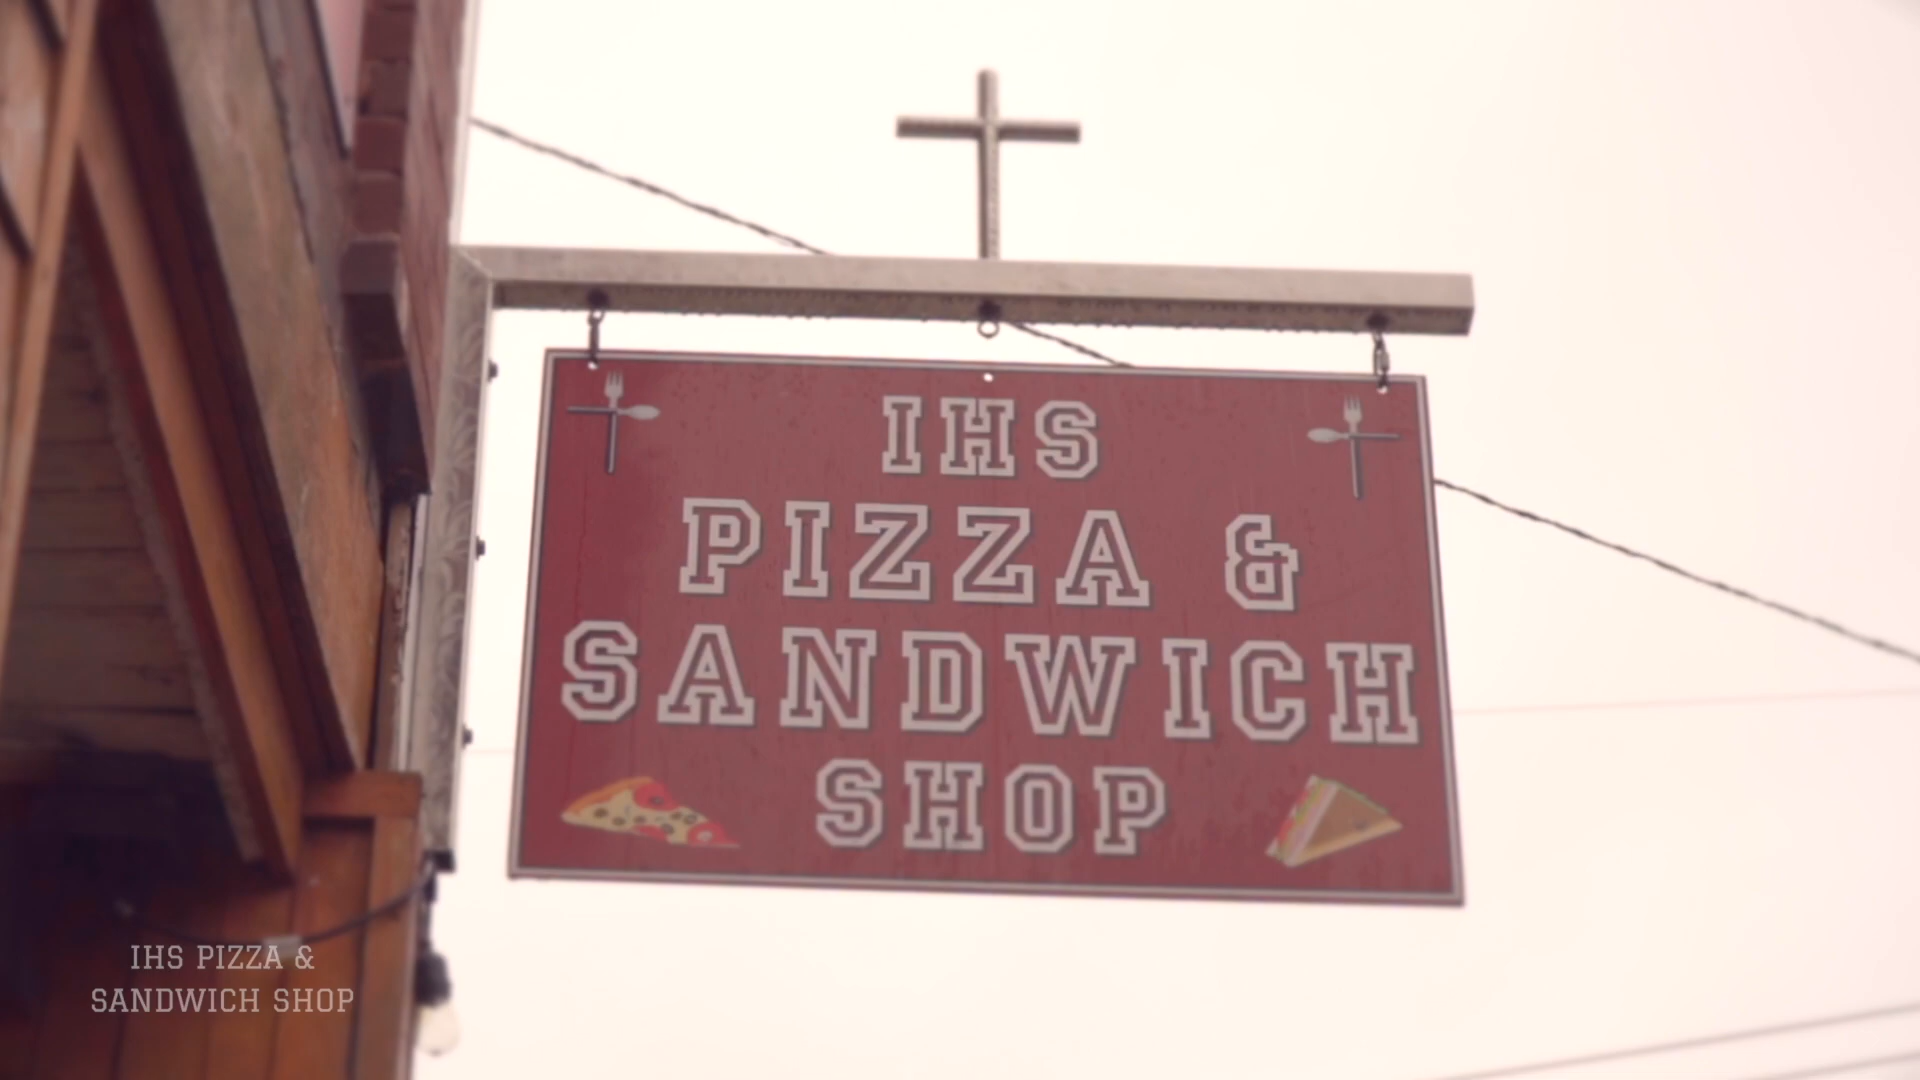 IHS
PIZZA &
SANDWICH
SHOP
IHS PIZZA &
SANDWICH SHOP